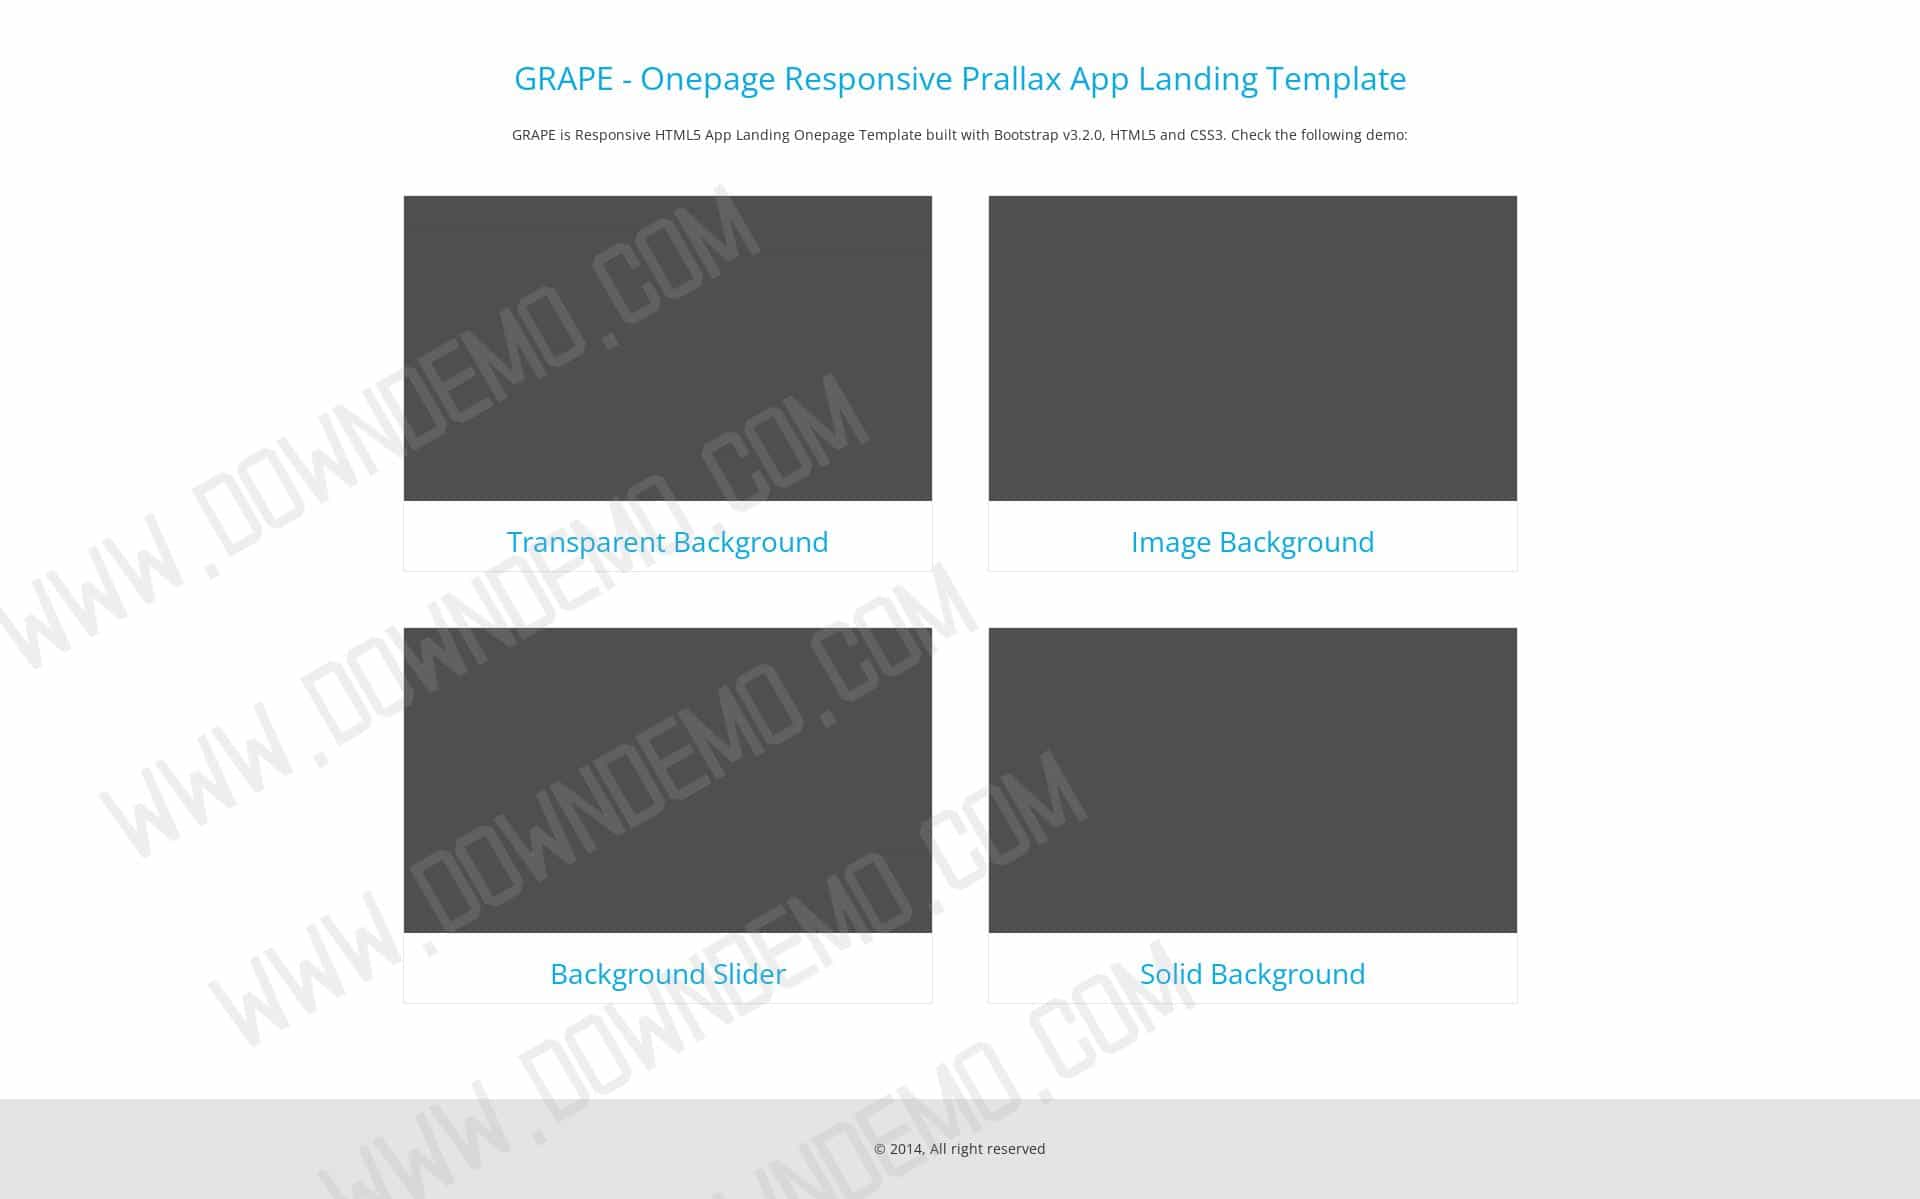 GRAPE - Onepage Responsive Prallax App Landing Template
GRAPE is Responsive HTML5 App Landing Onepage Template built with Bootstrap v3.2.0, HTML5 and CSS3. Check the following demo:
WWW.DOWNDEMO.COM
WWW.DOWNDEMO.COM
Transparent Background
Image Background
WWW.DOWNDEMO.COM
WWW.DOWNDEMO.COM
Background Slider
Solid Background
NDEMO.COM
© 2014, All right reserved